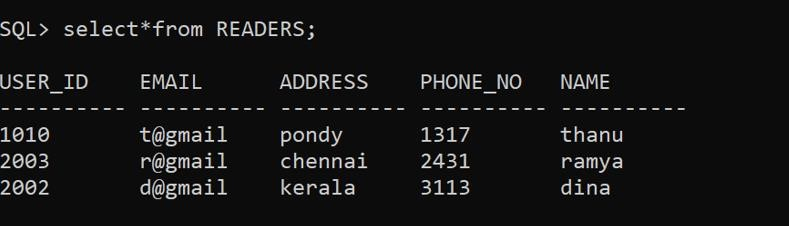 SQL> select*from READERS;
USER_ID EMAIL ADDRESS PHONE_NO NAME
---------- ---------- ---------- ---------- ----------
1010 t@gmail pondy 1317 thanu
2003 r@gmail chennai 2431 ramya
2002 d@gmail kerala 3113 dina